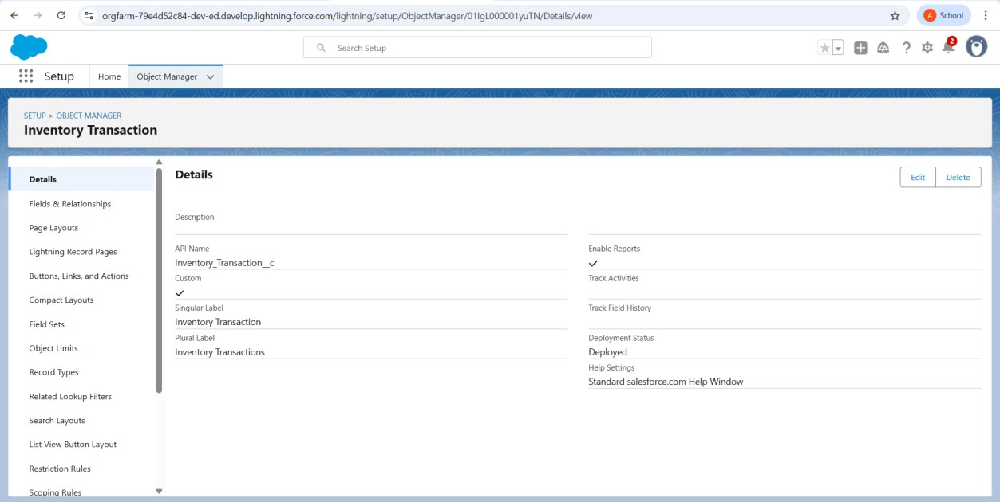 orgfarm-79e4d52c84-dev-ed.develop.lightning.force.com/lightning/setup/ObjectManager/01IgL000001yuTN/Details/view
A School
Search Setup
2
Setup
Home
Object Manager
SETUP > OBJECT MANAGER
Inventory Transaction
Details
Fields & Relationships
Page Layouts
Lightning Record Pages
Buttons, Links, and Actions
Compact Layouts
Field Sets
Object Limits
Record Types
Related Lookup Filters
Search Layouts
List View Button Layout
Restriction Rules
Scoping Rules
Details
Edit
Delete
Description
API Name
Inventory_Transaction__c
Custom
Singular Label
Inventory Transaction
Plural Label
Inventory Transactions
Enable Reports
Track Activities
Track Field History
Deployment Status
Deployed
Help Settings
Standard salesforce.com Help Window